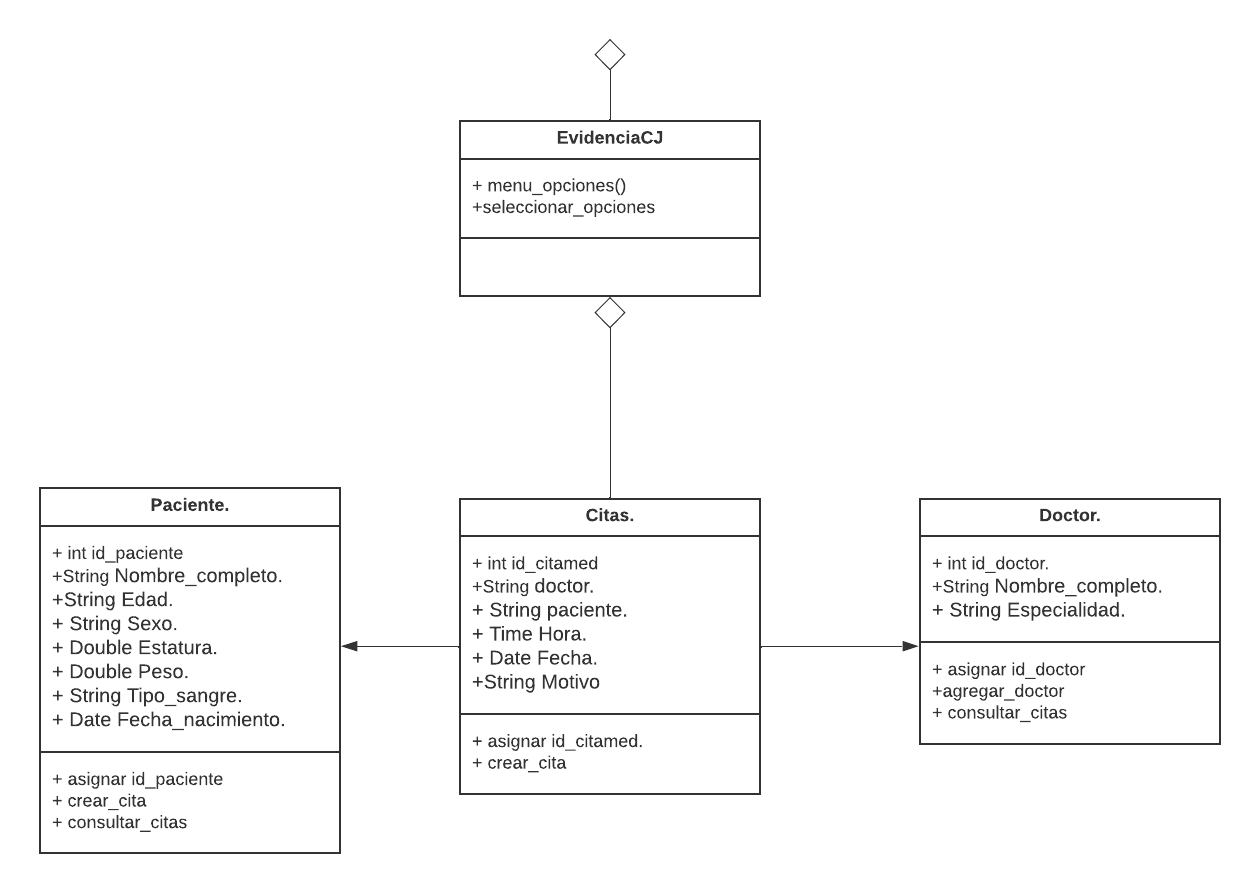 EvidenciaCJ
+ menu_opciones()
+seleccionar_opciones
Paciente.
+ int id_paciente
+String Nombre_completo.
+String Edad.
+ String Sexo.
+ Double Estatura.
+ Double Peso.
+ String Tipo_sangre.
+ Date Fecha_nacimiento.
+ asignar id_paciente
+ crear_cita
+ consultar_citas
Citas.
+ int id_citamed
+String doctor.
+ String paciente.
+ Time Hora.
+ Date Fecha.
+String Motivo
+ asignar id_citamed.
+ crear_cita
Doctor.
+ int id_doctor.
+String Nombre_completo.
+ String Especialidad.
+ asignar id_doctor
+agregar_doctor
+ consultar_citas